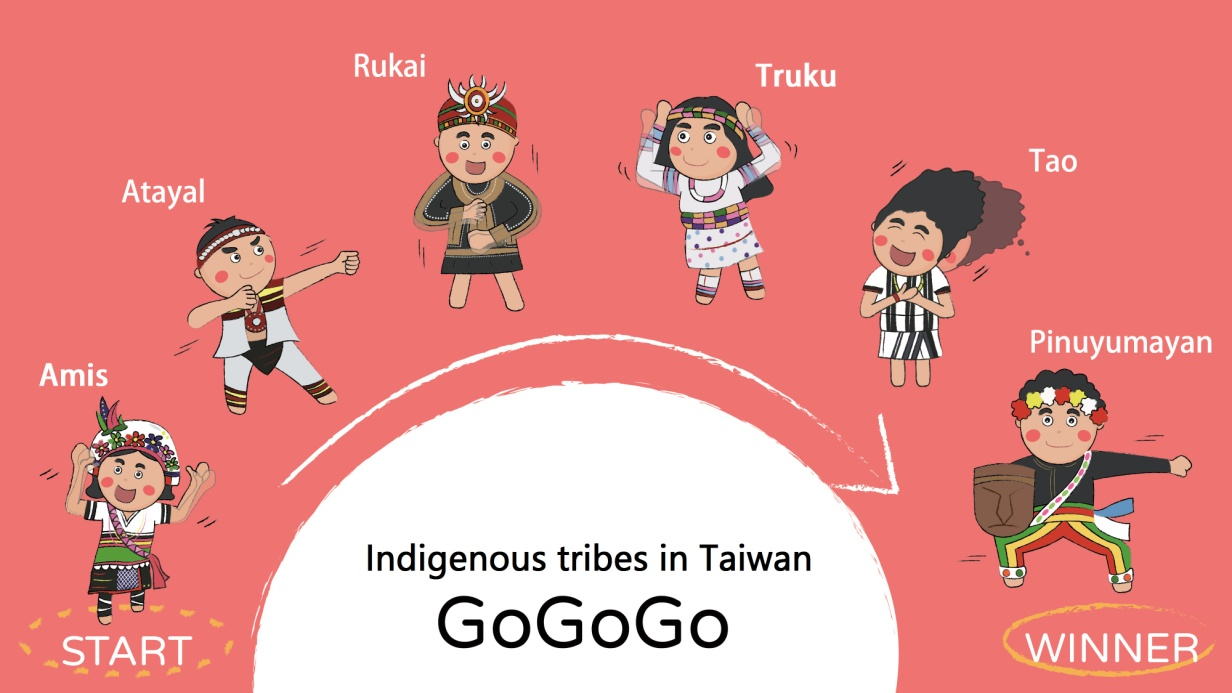 Rukai
Truku
Tao
Atayal
Pinuyumayan
Amis
Indigenous tribes in Taiwan
GoGoGo
START
WINNER